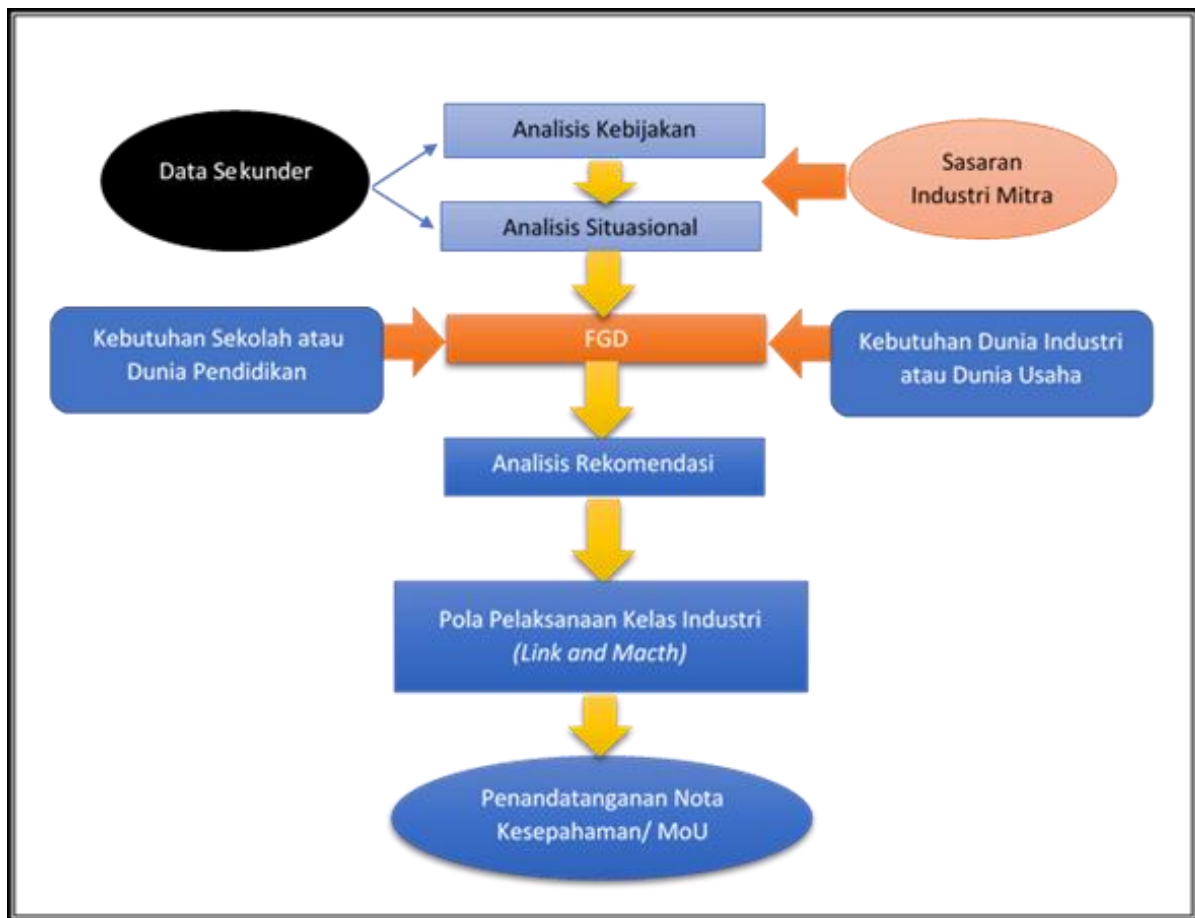 Analisis Kebijakan
Data Sekunder
Sasaran
Industri Mitra
Analisis Situasional
Kebutuhan Sekolah atau
Dunia Pendidikan
FGD
Kebutuhan Dunia Industri
atau Dunia Usaha
Analisis Rekomendasi
Pola Pelaksanaan Kelas Industri
(Link and Macth)
Penandatanganan Nota
Kesepahaman/ MoU